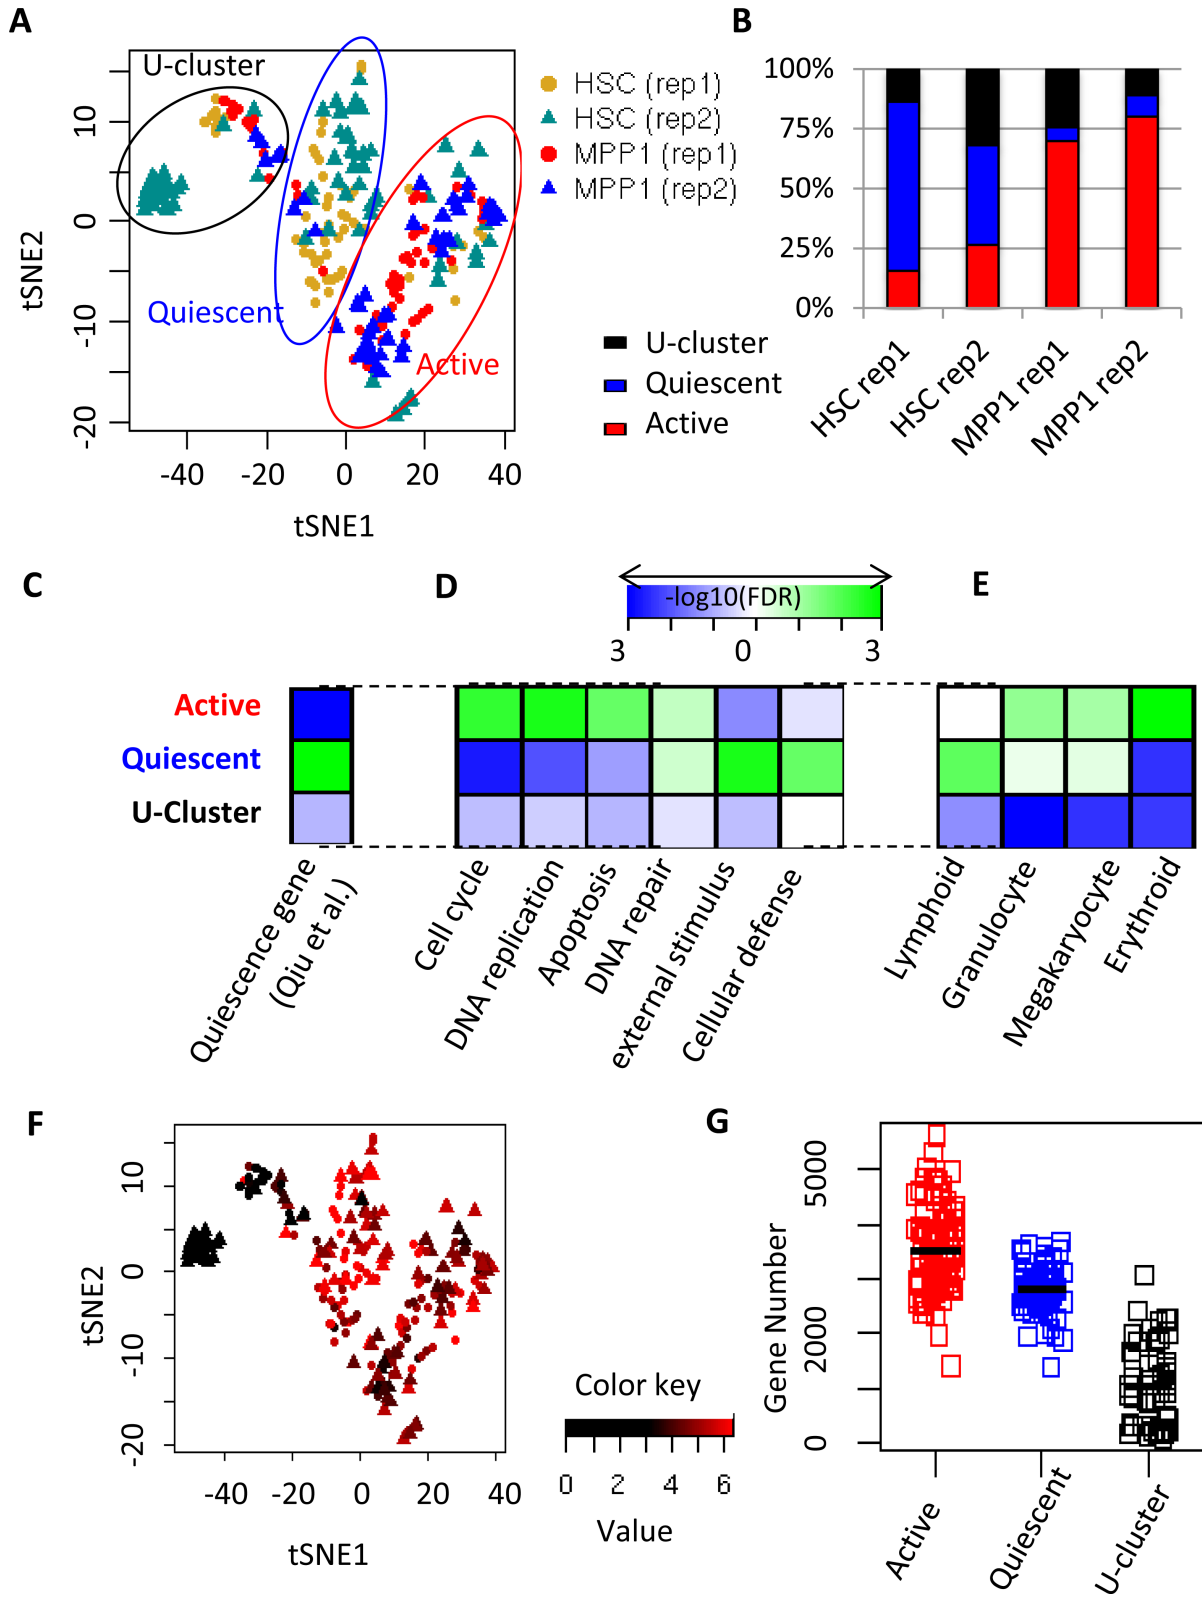 A
B
U-cluster
Quiescent
Active
10
0
-10
-20
tSNE2
-40
-20
0
20
40
tSNE1
HSC (rep1)
HSC (rep2)
MPP1 (rep1)
MPP1 (rep2)
100%
75%
50%
25%
0%
HSC rep1
HSC rep2
MPP1 rep1
MPP1 rep2
U-cluster
Quiescent
Active
C
D
E
-log10(FDR)
3
0
3
Active
Quiescent
U-Cluster
Quiescence gene
(Qiu et al.)
Cell cycle
DNA replication
Apoptosis
DNA repair
external stimulus
Cellular defense
Lymphoid
Granulocyte
Megakaryocyte
Erythroid
F
G
10
0
-10
-20
tSNE2
-40
-20
0
20
40
tSNE1
Color key
0
2
4
6
Value
5000
2000
0
Gene Number
Active
Quiescent
U-cluster